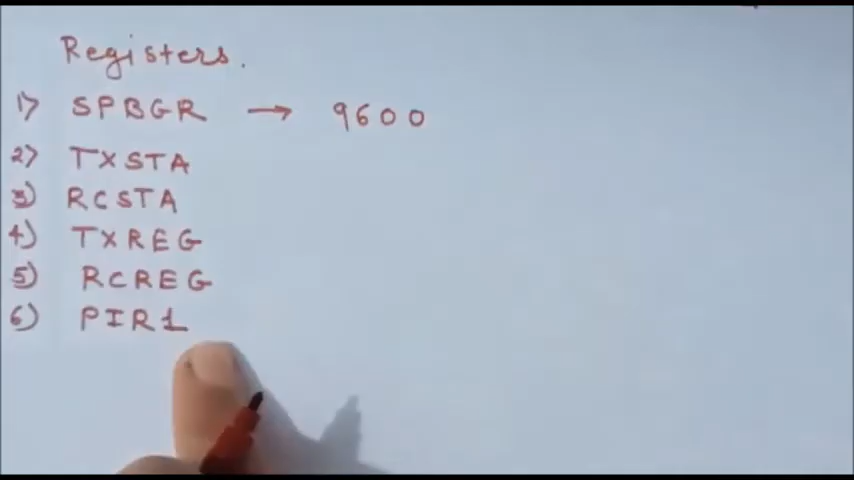 Registers.
1) SPBGR → 9600
2) TXSTA
3) RCSTA
4) TXREG
5) RCREG
6) PIR1